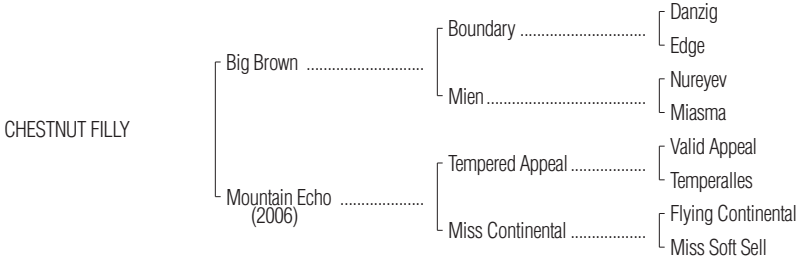 Danzig
Boundary ..............................
Edge
Big Brown ............................
Nureyev
Mien......................................
Miasma
CHESTNUT FILLY
Valid Appeal
Tempered Appeal..................
Temperalles
Mountain Echo ....................
(2006)
Flying Continental
Miss Continental ..................
Miss Soft Sell